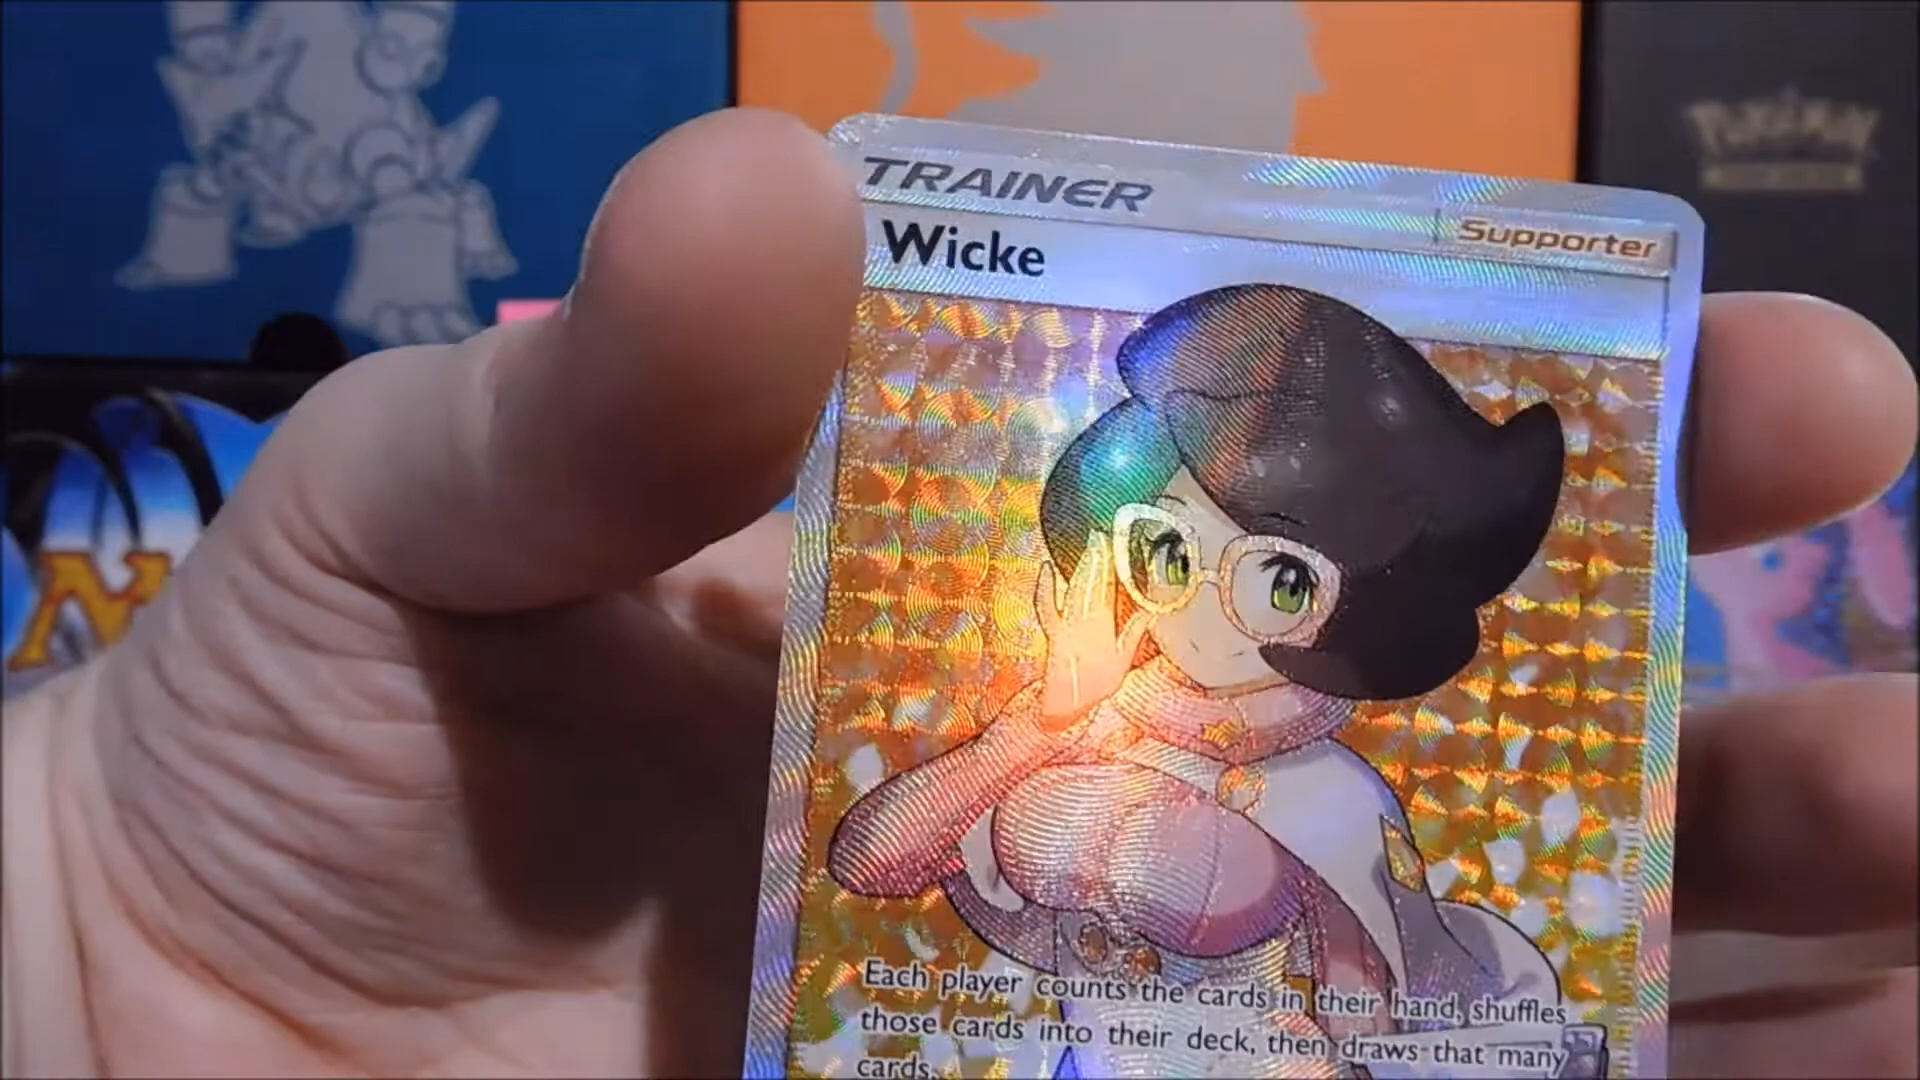 POKÉMON
TRAINER
Supporter
Wicke
Each player counts the cards in their hand, shuffles
those cards into their deck, then draws that many
cards.